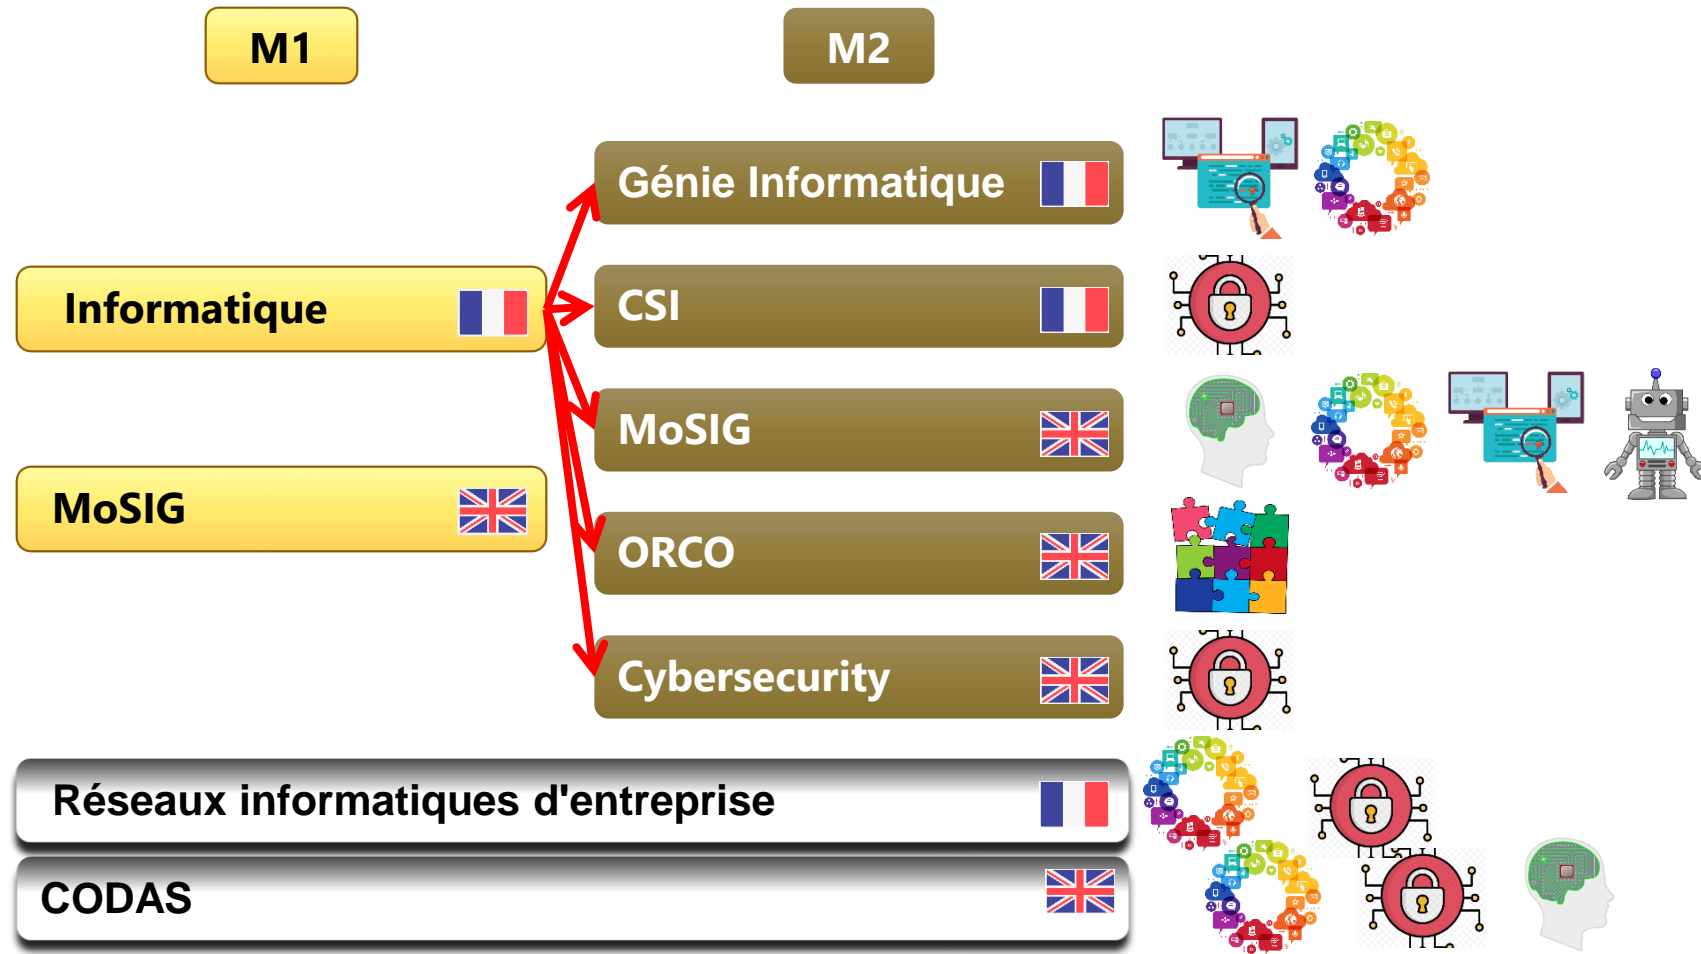 M1
M2
Génie Informatique
Informatique
CSI
MoSIG
MoSIG
ORCO
Cybersecurity
Réseaux informatiques d'entreprise
CODAS